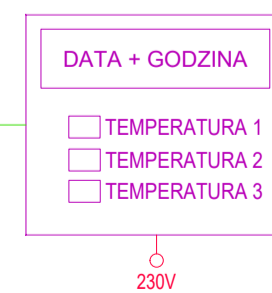 DATA + GODZINA
TEMPERATURA 1
TEMPERATURA 2
TEMPERATURA 3
230V